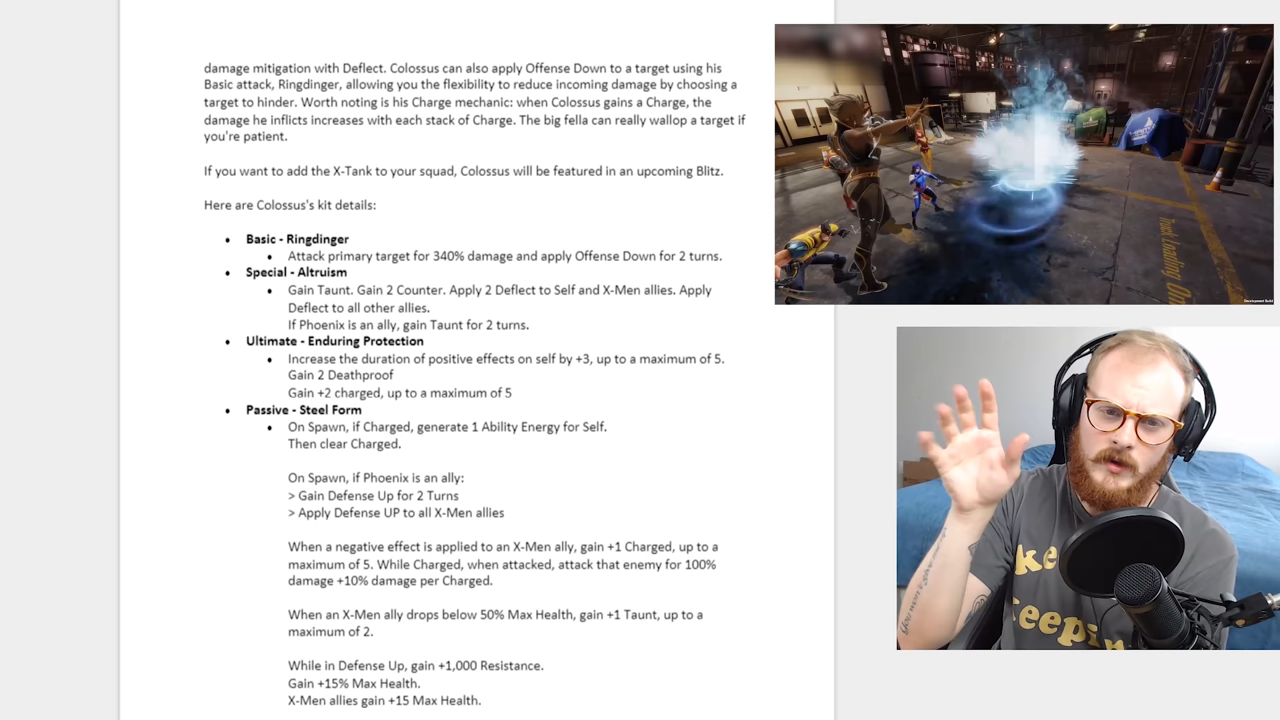 damage mitigation with Deflect. Colossus can also apply Offense Down to a target using his
Basic attack, Ringdinger, allowing you the flexibility to reduce incoming damage by choosing a
target to hinder. Worth noting is his Charge mechanic: when Colossus gains a Charge, the
damage he inflicts increases with each stack of Charge. The big fella can really wallop a target if
you're patient.
If you want to add the X-Tank to your squad, Colossus will be featured in an upcoming Blitz.
Here are Colossus's kit details:
• Basic - Ringdinger
• Attack primary target for 340% damage and apply Offense Down for 2 turns.
• Special - Altruism
• Gain Taunt. Gain 2 Counter. Apply 2 Deflect to Self and X-Men allies. Apply
Deflect to all other allies.
If Phoenix is an ally, gain Taunt for 2 turns.
• Ultimate - Enduring Protection
• Increase the duration of positive effects on self by +3, up to a maximum of 5.
Gain 2 Deathproof
Gain +2 charged, up to a maximum of 5
• Passive - Steel Form
• On Spawn, if Charged, generate 1 Ability Energy for Self.
Then clear Charged.
On Spawn, if Phoenix is an ally:
> Gain Defense Up for 2 Turns
> Apply Defense UP to all X-Men allies
When a negative effect is applied to an X-Men ally, gain +1 Charged, up to a
maximum of 5. While Charged, when attacked, attack that enemy for 100%
damage +10% damage per Charged.
When an X-Men ally drops below 50% Max Health, gain +1 Taunt, up to a
maximum of 2.
While in Defense Up, gain +1,000 Resistance.
Gain +15% Max Health.
X-Men allies gain +15 Max Health.
Truck Loading On
Development Build
ke
keepin